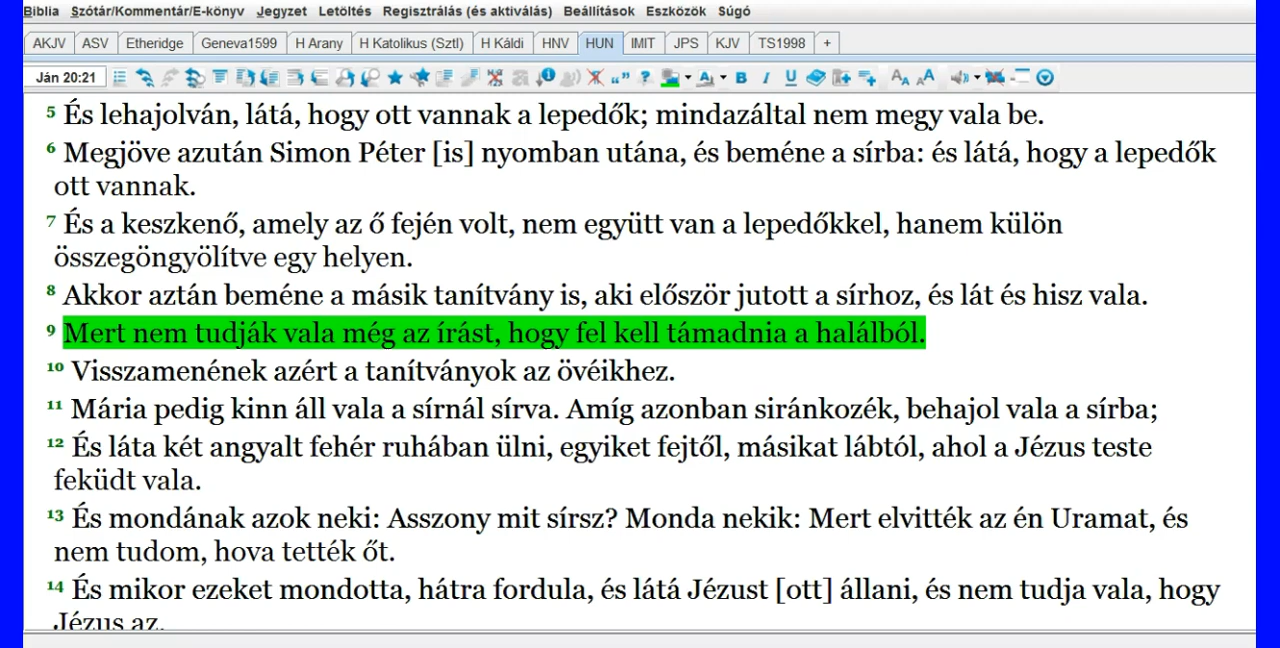 Biblia Szótár/Kommentár/E-könyv Jegyzet Letöltés Regisztrálás (és aktiválás) Beállítások Eszközök Súgó
AKJV ASV Etheridge Geneva1599 H Arany H Katolikus (Sztl) H Káldi HNV HUN IMIT JPS KJV TS1998 +
Ján 20:21
5 És lehajolván, látá, hogy ott vannak a lepedők; mindazáltal nem megy vala be.
6 Megjöve azután Simon Péter [is] nyomban utána, és beméne a sírba: és látá, hogy a lepedők
ott vannak.
7 És a keszkenő, amely az ő fején volt, nem együtt van a lepedőkkel, hanem külön
összegöngyölítve egy helyen.
8 Akkor aztán beméne a másik tanítvány is, aki először jutott a sírhoz, és lát és hisz vala.
9 Mert nem tudják vala még az írást, hogy fel kell támadnia a halálból.
10 Visszamenének azért a tanítványok az övéikhez.
11 Mária pedig kinn áll vala a sírnál sírva. Amíg azonban siránkozék, behajol vala a sírba;
12 És láta két angyalt fehér ruhában ülni, egyiket fejtől, másikat lábtól, ahol a Jézus teste
feküdt vala.
13 És mondának azok neki: Asszony mit sírsz? Monda nekik: Mert elvitték az én Uramat, és
nem tudom, hova tették őt.
14 És mikor ezeket mondotta, hátra fordula, és látá Jézust [ott] állani, és nem tudja vala, hogy
Jézus az.